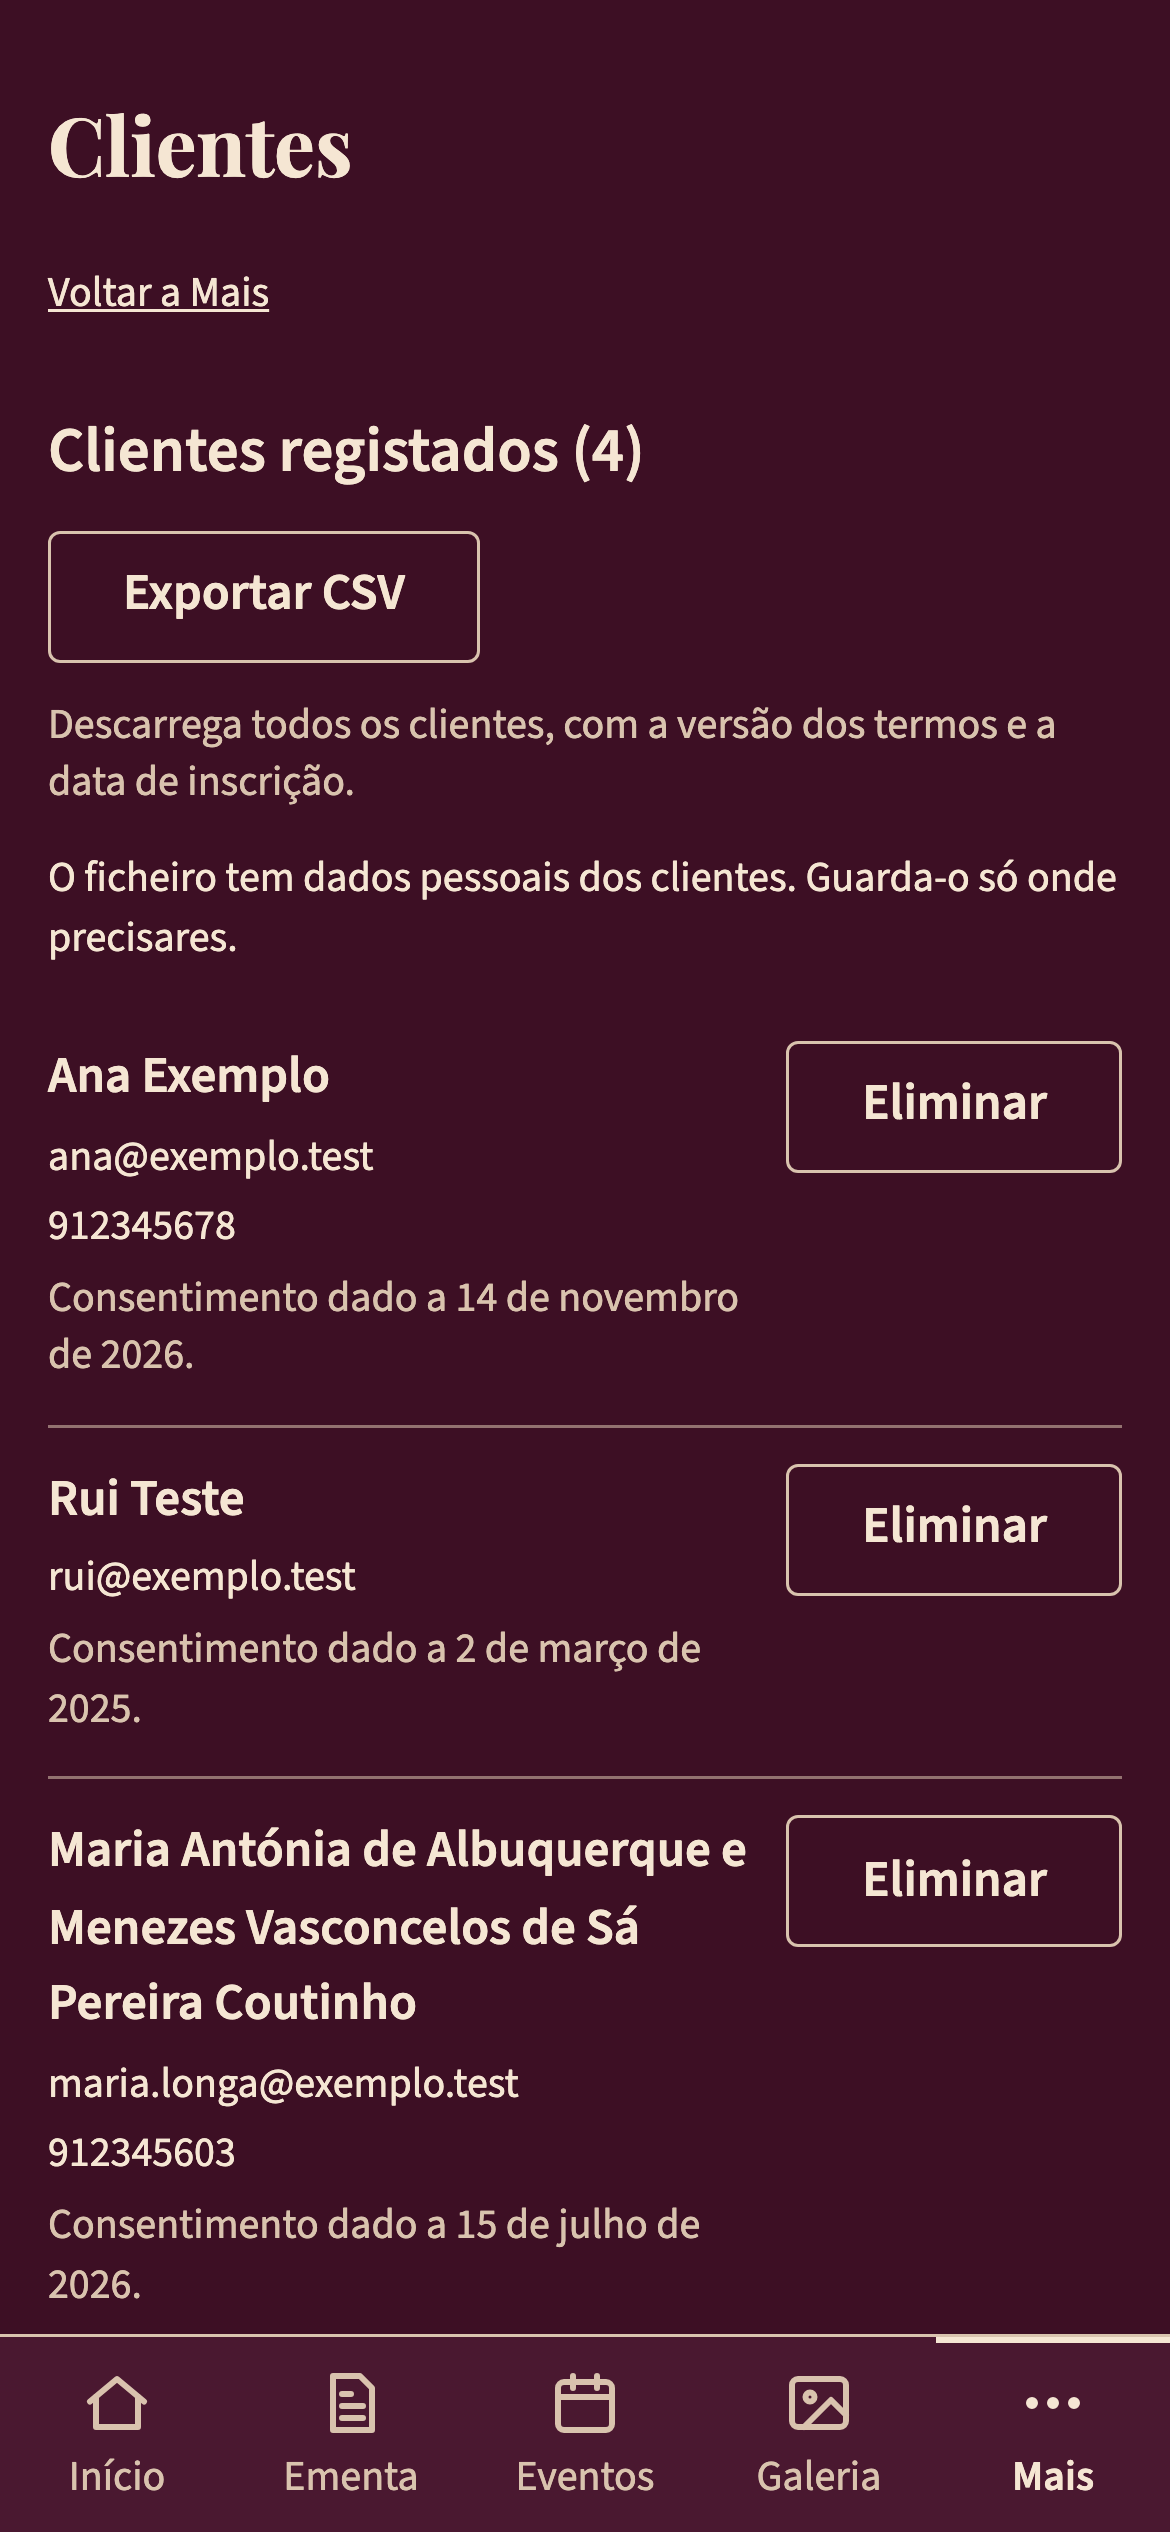 Clientes
Voltar a Mais
Clientes registados (4)
Exportar CSV
Descarrega todos os clientes, com a versão dos termos e a
data de inscrição.
O ficheiro tem dados pessoais dos clientes. Guarda-o só onde
precisares.
Ana Exemplo
Eliminar
ana@exemplo.test
912345678
Consentimento dado a 14 de novembro
de 2026.
Rui Teste
Eliminar
rui@exemplo.test
Consentimento dado a 2 de março de
2025.
Maria Antónia de Albuquerque e
Menezes Vasconcelos de Sá
Pereira Coutinho
Eliminar
maria.longa@exemplo.test
912345603
Consentimento dado a 15 de julho de
2026.
Início
Ementa
Eventos
Galeria
Mais